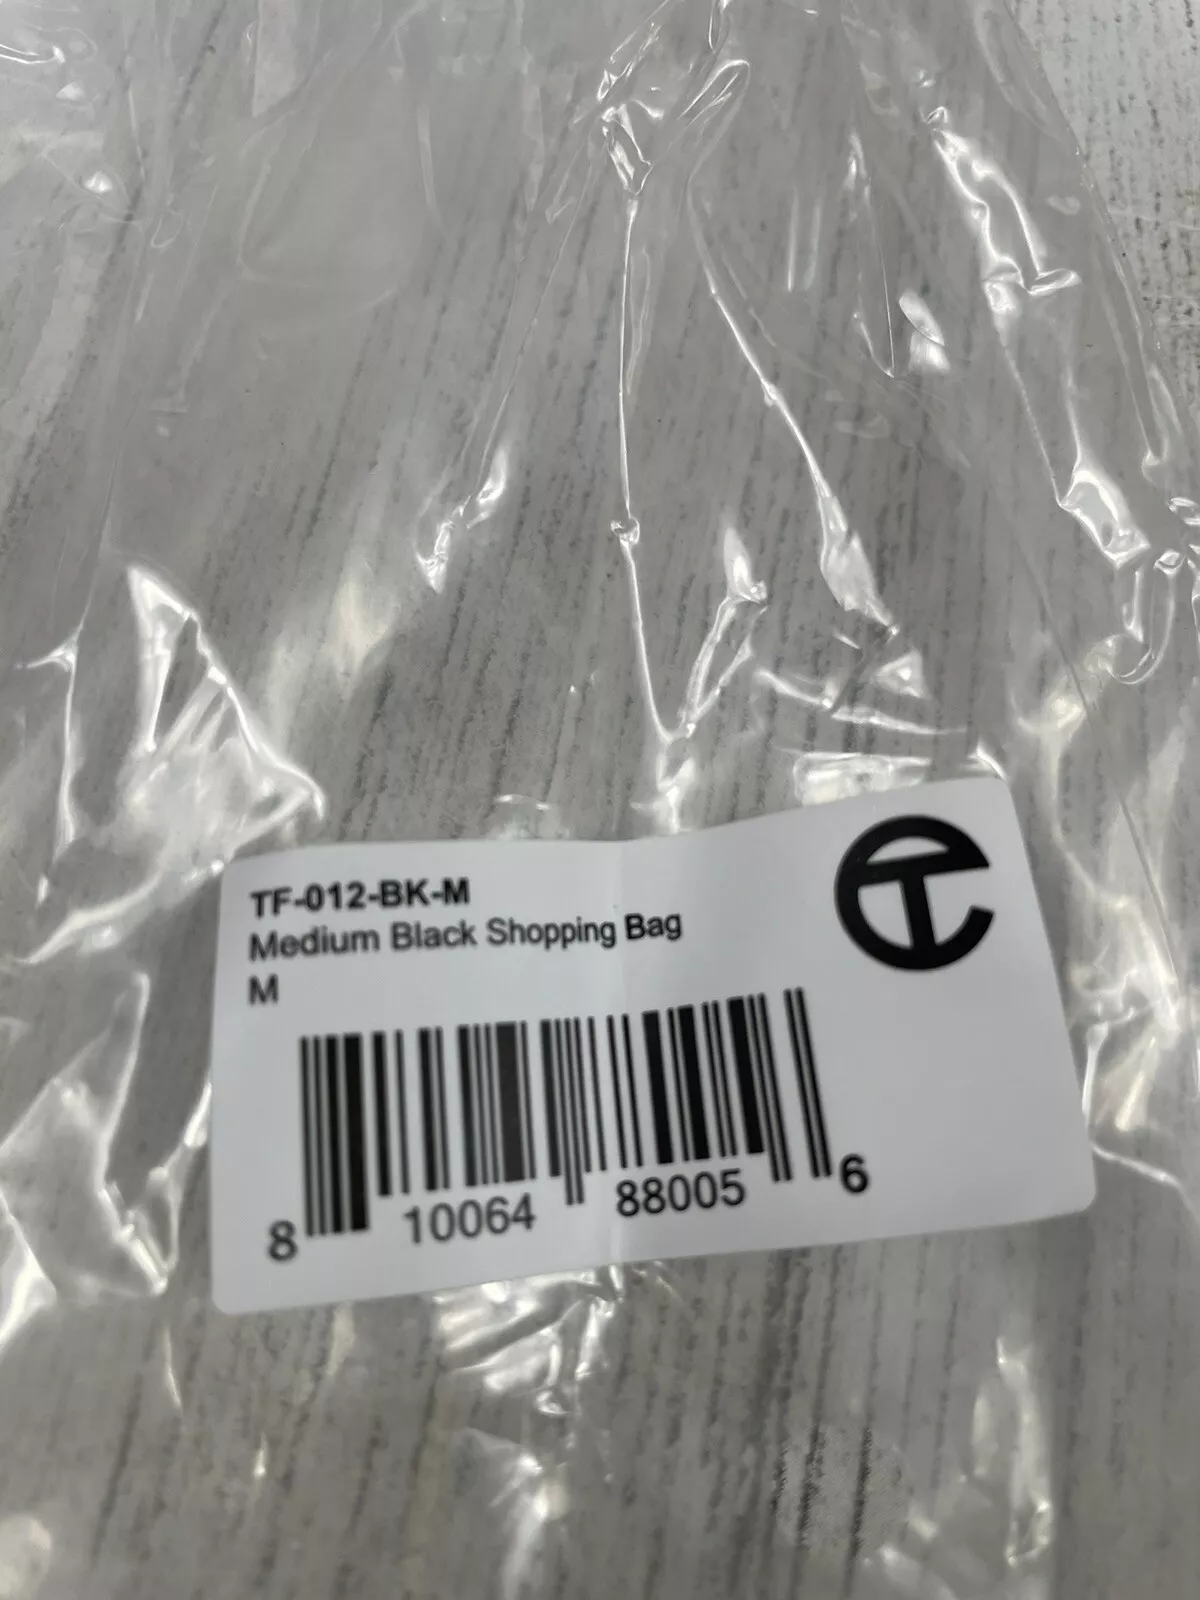 TF-012-BK-M
Medium Black Shopping Bag
M
8 10064 88005 6